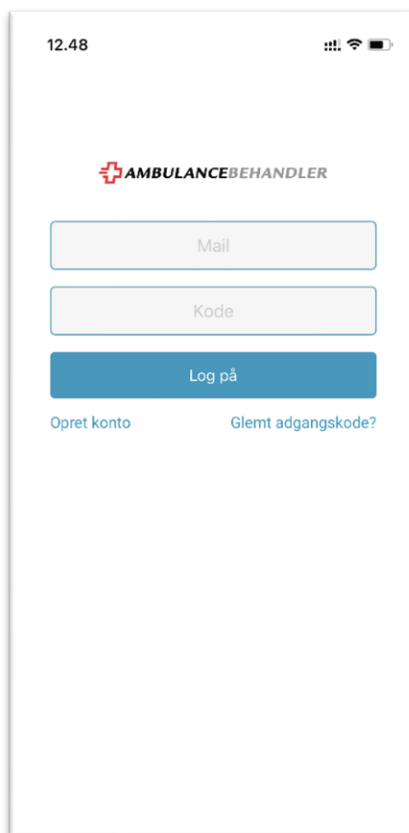 12.48
AMBULANCEBEHANDLER
Mail
Kode
Log på
Opret konto
Glemt adgangskode?